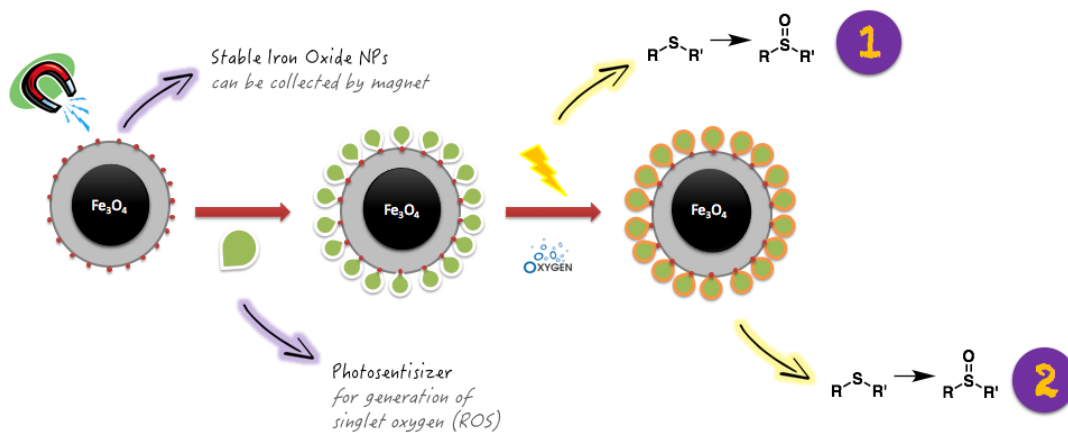 Stable Iron Oxide NPs
can be collected by magnet
Fe₃O₄
Fe₃O₄
OXYGEN
Fe₃O₄
R S R'
O
R S R'
1
Photosentisizer
for generation of
singlet oxygen (ROS)
R S R'
O
R S R'
2